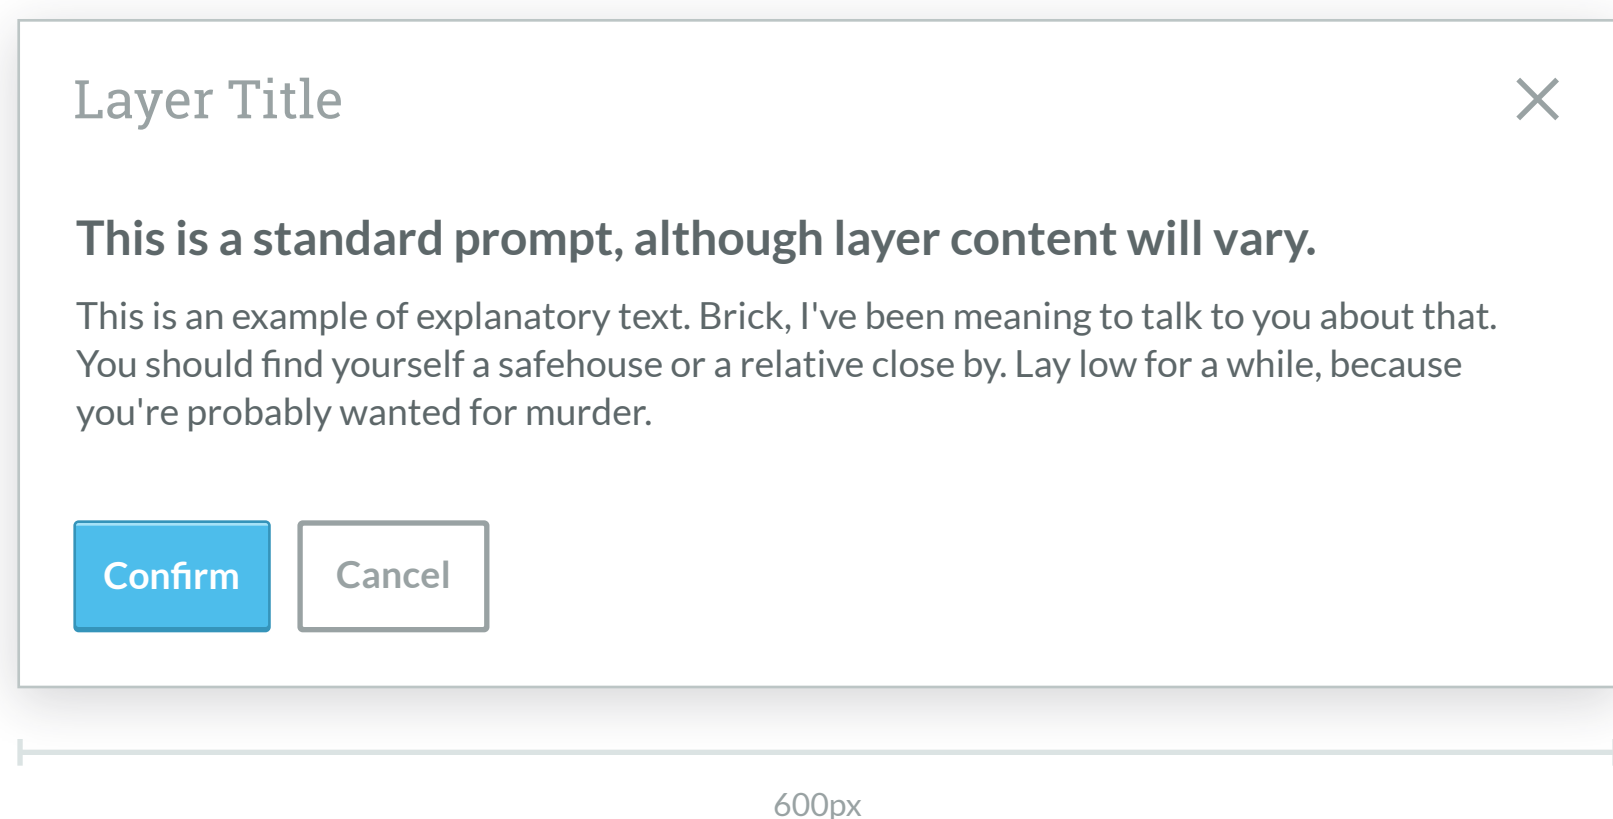 Layer Title
This is a standard prompt, although layer content will vary.
This is an example of explanatory text. Brick, I've been meaning to talk to you about that.
You should find yourself a safehouse or a relative close by. Lay low for a while, because
you're probably wanted for murder.
Confirm
Cancel
600px